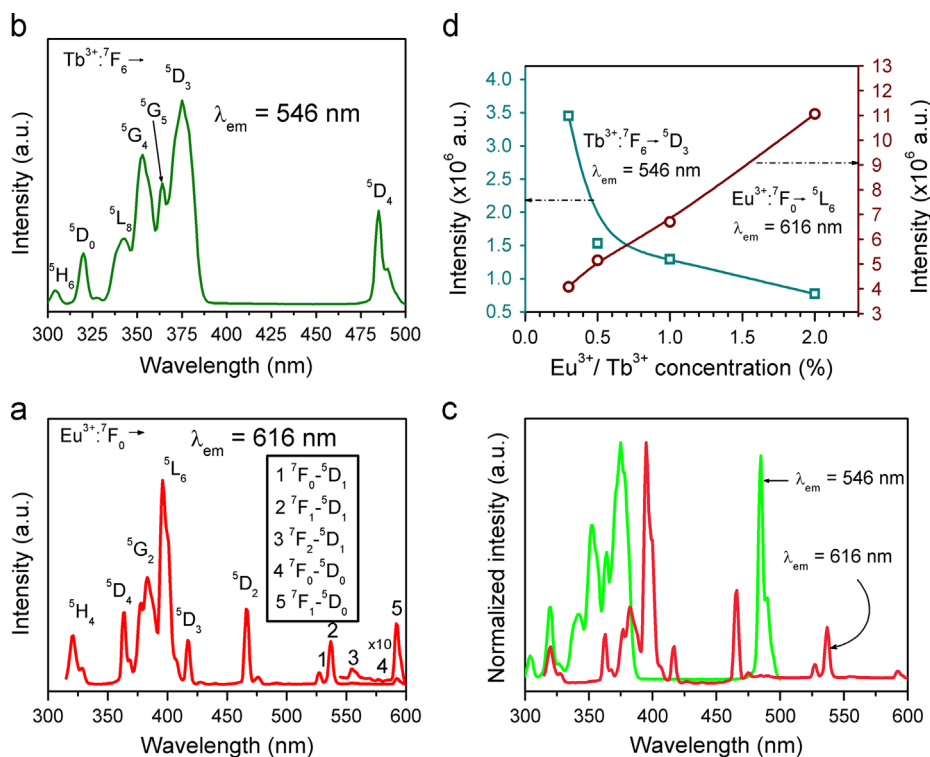 b
Tb³⁺:⁷F₆→
⁵D₃
⁵G₅
⁵G₄
λem = 546 nm
⁵L₈
⁵D₀
⁵H₆
⁵D₄
Intensity (a.u.)
300 325 350 375 400 425 450 475 500
Wavelength (nm)
d
4.0
3.5
3.0
2.5
2.0
1.5
1.0
0.5
Intensity (x10⁶ a.u.)
Tb³⁺:⁷F₆→⁵D₃
λem = 546 nm
Eu³⁺:⁷F₀→ ⁵L₆
λem = 616 nm
13
12
11
10
9
8
7
6
5
4
3
Intensity (x10⁶ a.u.)
0.0 0.5 1.0 1.5 2.0
Eu³⁺/ Tb³⁺ concentration (%)
a
Eu³⁺:⁷F₀ →
λem = 616 nm
⁵L₆
⁵G₂
⁵D₄
⁵H₄
⁵D₃
⁵D₂
1 ⁷F₀-⁵D₁
2 ⁷F₁-⁵D₁
3 ⁷F₂-⁵D₁
4 ⁷F₀-⁵D₀
5 ⁷F₁-⁵D₀
1
2
3
x10
4
5
Intensity (a.u.)
300 350 400 450 500 550 600
Wavelength (nm)
c
Normalized intesity (a.u.)
λem = 546 nm
λem = 616 nm
300 350 400 450 500 550 600
Wavelength (nm)